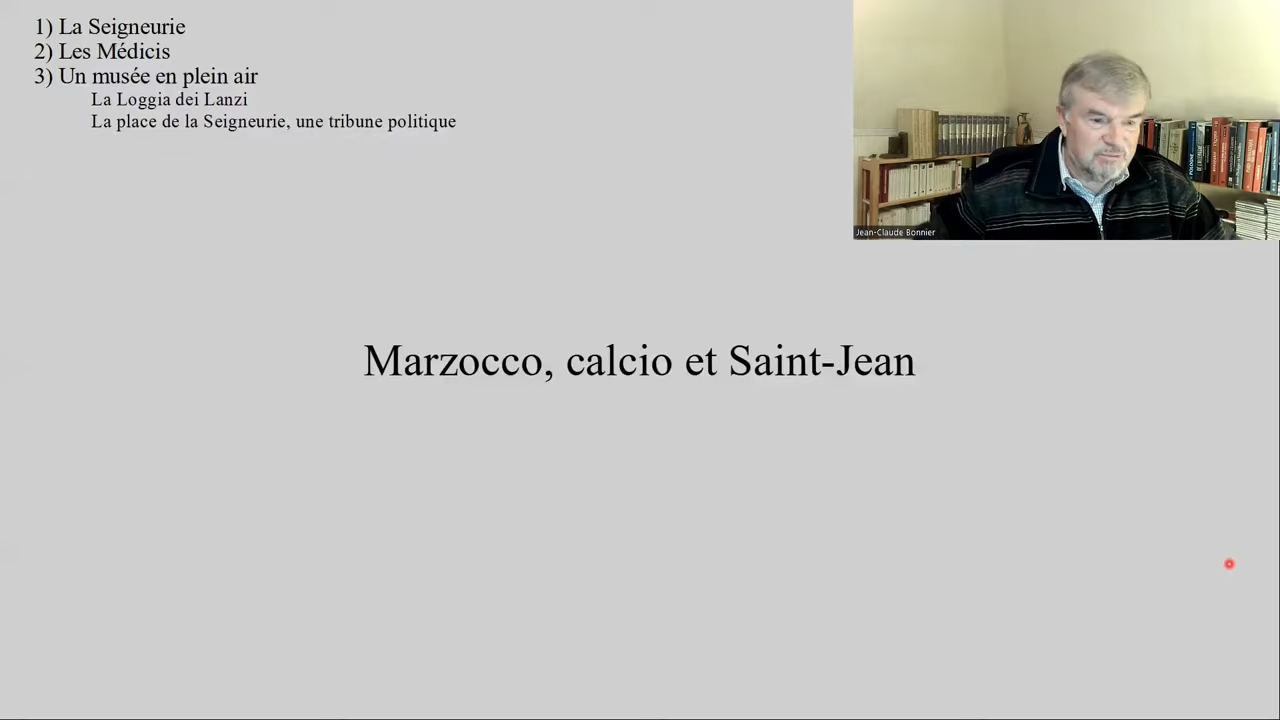 1) La Seigneurie
2) Les Médicis
3) Un musée en plein air
La Loggia dei Lanzi
La place de la Seigneurie, une tribune politique
Jean-Claude Bonnier
Marzocco, calcio et Saint-Jean